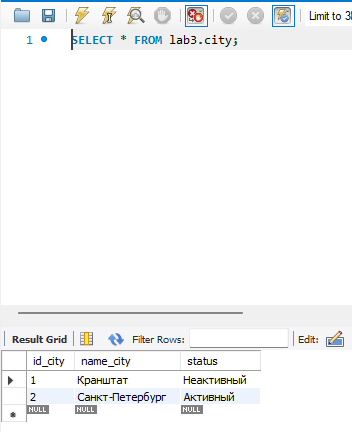 Limit to 3
1 SELECT * FROM lab3.city;
Result Grid Filter Rows: Edit:
id_city name_city status
1 Кранштат Неактивный
2 Санкт-Петербург Активный
NULL NULL NULL